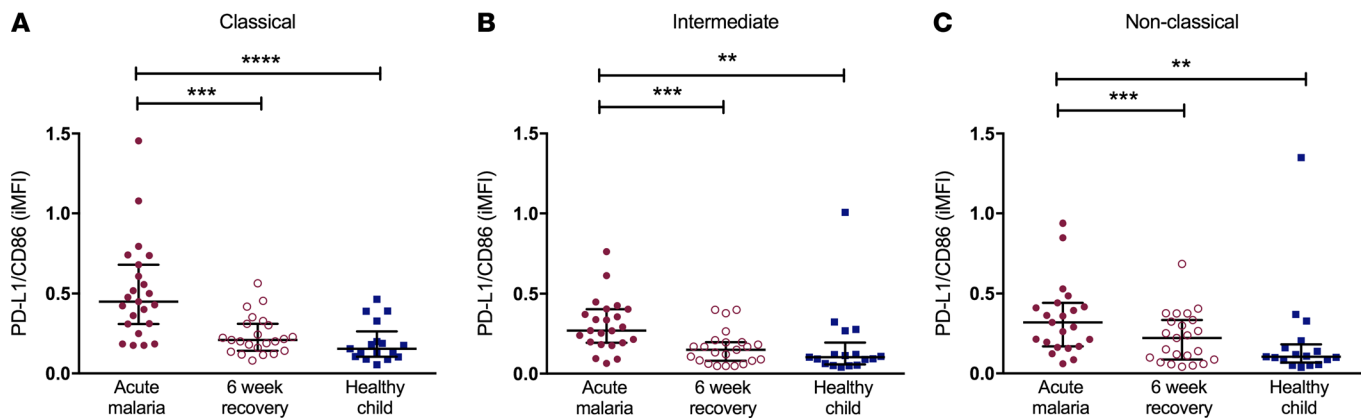 A
Classical
****
***
PD-L1/CD86 (iMFI)
1.5
1.0
0.5
0.0
Acute
malaria
6 week
recovery
Healthy
child
B
Intermediate
**
***
PD-L1/CD86 (iMFI)
1.5
1.0
0.5
0.0
Acute
malaria
6 week
recovery
Healthy
child
C
Non-classical
**
***
PD-L1/CD86 (iMFI)
1.5
1.0
0.5
0.0
Acute
malaria
6 week
recovery
Healthy
child